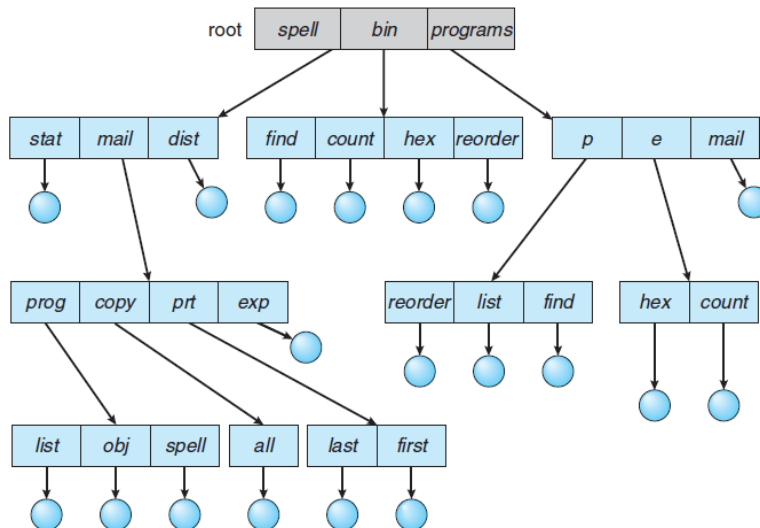 root spell bin programs
stat mail dist find count hex reorder p e mail
prog copy prt exp reorder list find hex count
list obj spell all last first